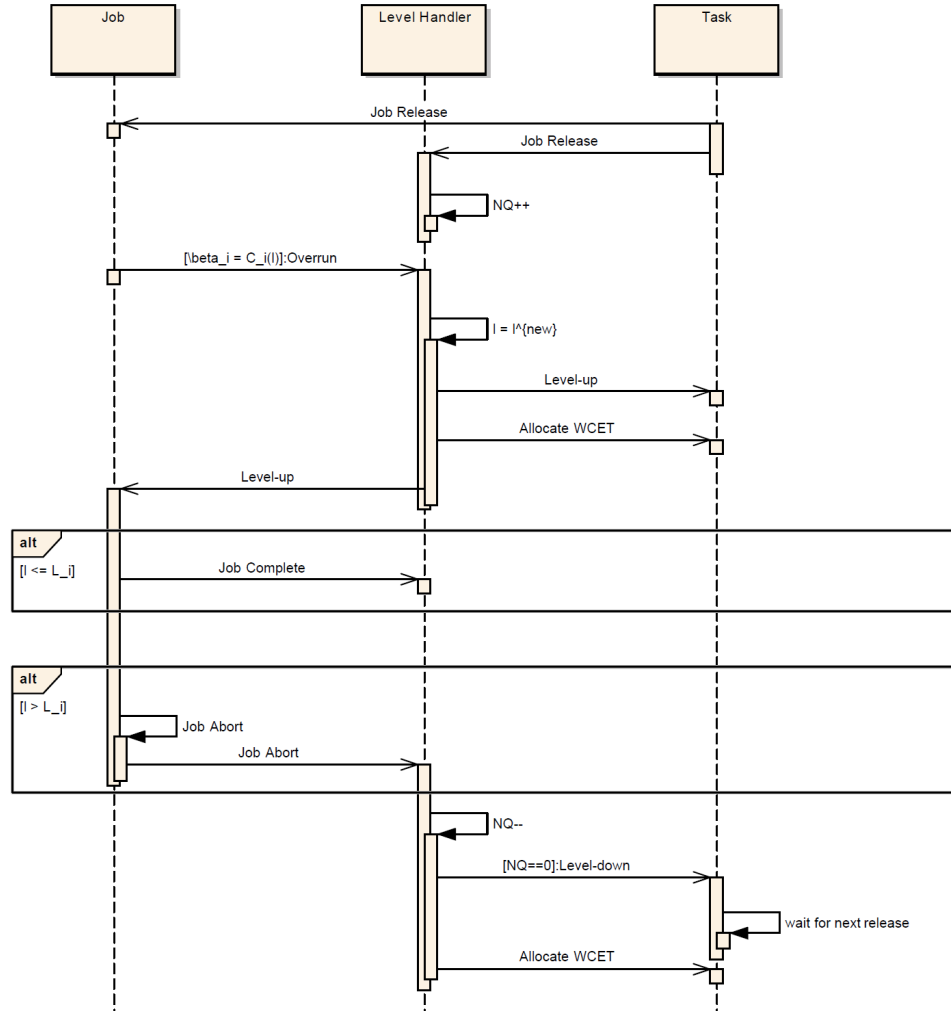 Job
Level Handler
Task
Job Release
Job Release
NQ++
[\beta_i = C_i(l)]:Overrun
l = l^{new}
Level-up
Allocate WCET
Level-up
alt
[l <= L_i]
Job Complete
alt
[l > L_i]
Job Abort
Job Abort
NQ--
[NQ==0]:Level-down
wait for next release
Allocate WCET